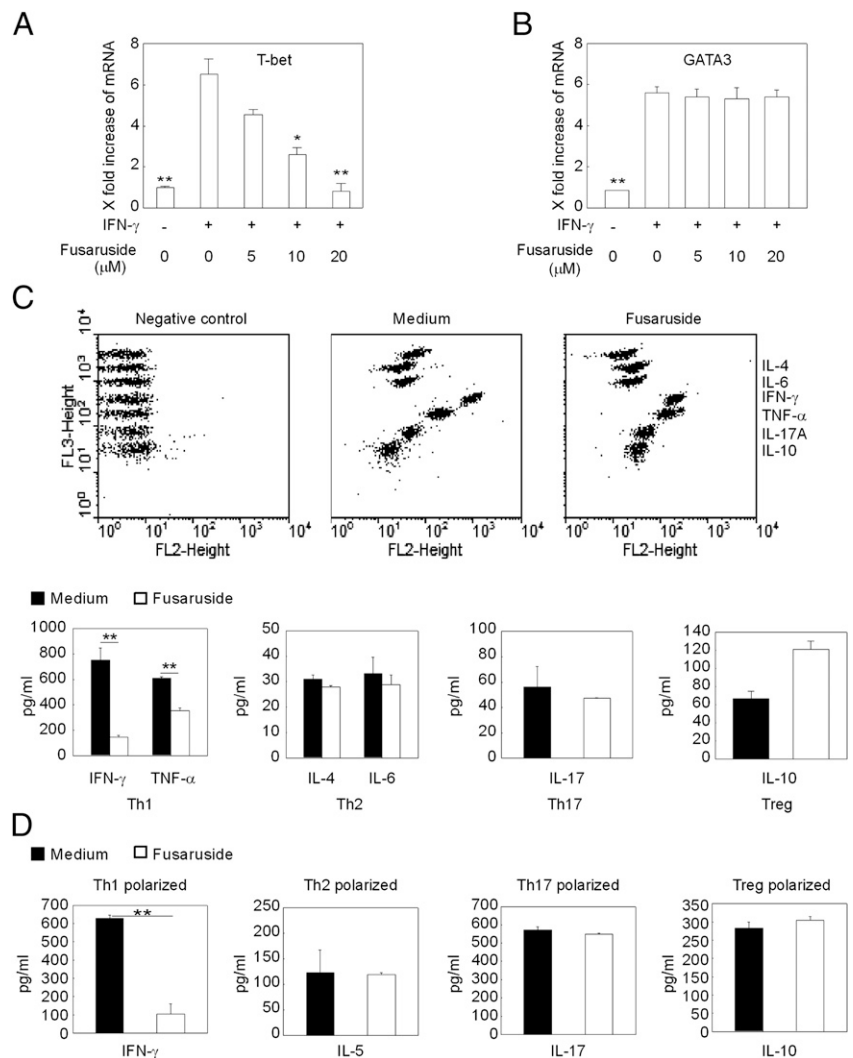 A
8
6
4
2
0
X fold increase of mRNA
T-bet
**
*
**
IFN-γ - + + + +
Fusaruside (μM) 0 0 5 10 20
B
8
6
4
2
0
X fold increase of mRNA
GATA3
**
IFN-γ - + + + +
Fusaruside (μM) 0 0 5 10 20
C
Negative control Medium Fusaruside
FL3-Height
10⁴
10³
10²
10¹
10⁰
10⁰ 10¹ 10² 10³ 10⁴
FL2-Height
10⁰ 10¹ 10² 10³ 10⁴
FL2-Height
10⁰ 10¹ 10² 10³ 10⁴
FL2-Height
IL-4
IL-6
IFN-γ
TNF-α
IL-17A
IL-10
Medium Fusaruside
pg/ml
1000
800
600
400
200
0
** **
IFN-γ TNF-α
Th1
pg/ml
50
40
30
20
10
0
IL-4 IL-6
Th2
pg/ml
100
80
60
40
20
0
IL-17
Th17
pg/ml
140
120
100
80
60
40
20
0
IL-10
Treg
D
Medium Fusaruside
Th1 polarized
pg/ml
700
600
500
400
300
200
100
0
**
IFN-γ
Th2 polarized
pg/ml
250
200
150
100
50
0
IL-5
Th17 polarized
pg/ml
700
600
500
400
300
200
100
0
IL-17
Treg polarized
pg/ml
350
300
250
200
150
100
50
0
IL-10